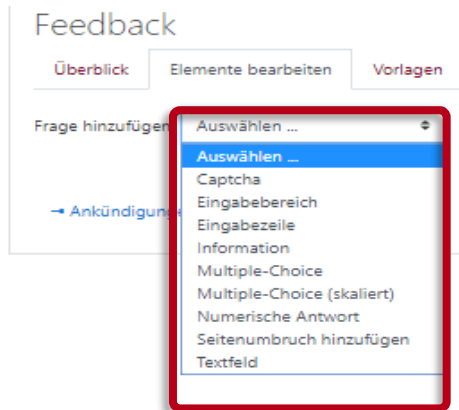 Feedback
Überblick Elemente bearbeiten Vorlagen
Frage hinzufügen Auswählen ...
Auswählen ...
Captcha
Eingabebereich
Eingabezeile
Information
Multiple-Choice
Multiple-Choice (skaliert)
Numerische Antwort
Seitenumbruch hinzufügen
Textfeld
Ankündigunge